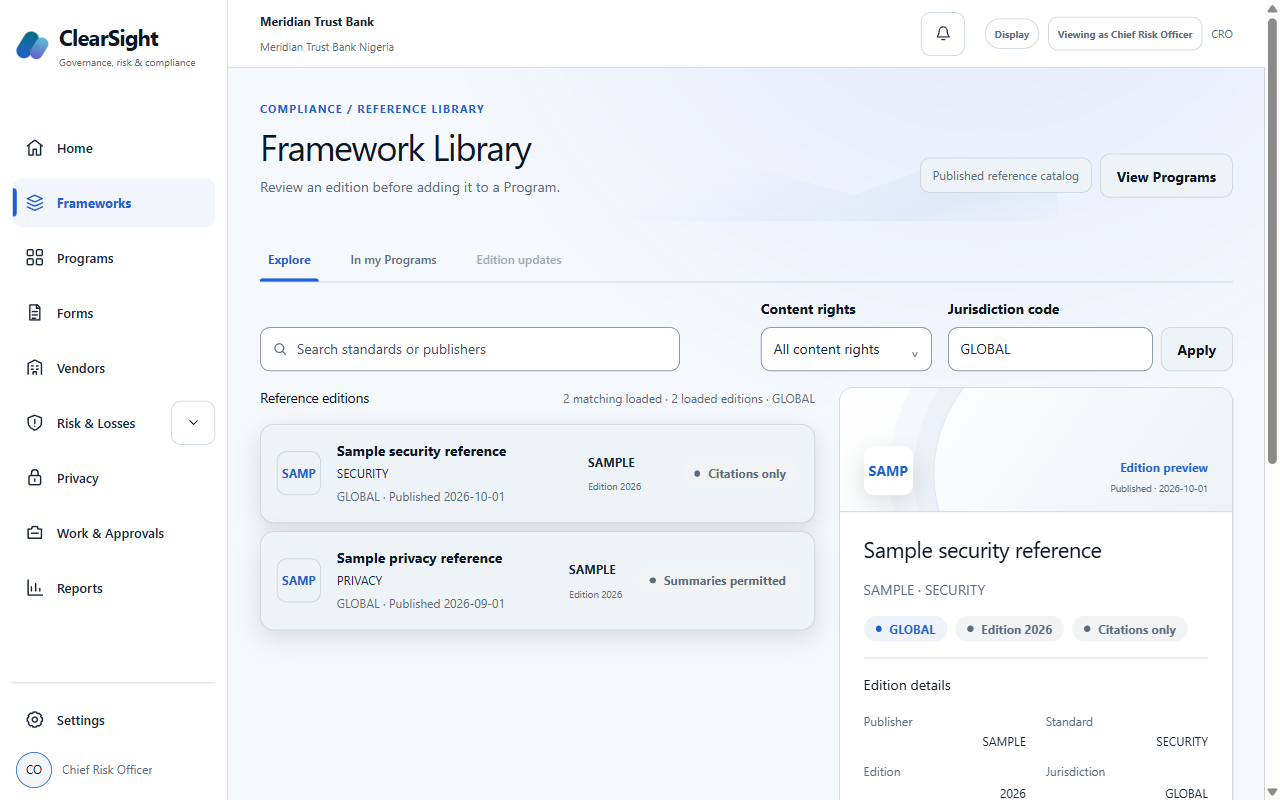 ClearSight
Governance, risk & compliance
Home
Frameworks
Programs
Forms
Vendors
Risk & Losses
Privacy
Work & Approvals
Reports
Settings
CO
Chief Risk Officer
Meridian Trust Bank
Meridian Trust Bank Nigeria
Display
Viewing as Chief Risk Officer
CRO
COMPLIANCE / REFERENCE LIBRARY
Framework Library
Review an edition before adding it to a Program.
Published reference catalog
View Programs
Explore
In my Programs
Edition updates
Search standards or publishers
Content rights
All content rights
Jurisdiction code
GLOBAL
Apply
Reference editions
2 matching loaded · 2 loaded editions · GLOBAL
SAMP
Sample security reference
SECURITY
GLOBAL · Published 2026-10-01
SAMPLE
Edition 2026
Citations only
SAMP
Sample privacy reference
PRIVACY
GLOBAL · Published 2026-09-01
SAMPLE
Edition 2026
Summaries permitted
SAMP
Edition preview
Published · 2026-10-01
Sample security reference
SAMPLE · SECURITY
GLOBAL
Edition 2026
Citations only
Edition details
Publisher
SAMPLE
Standard
SECURITY
Edition
2026
Jurisdiction
GLOBAL